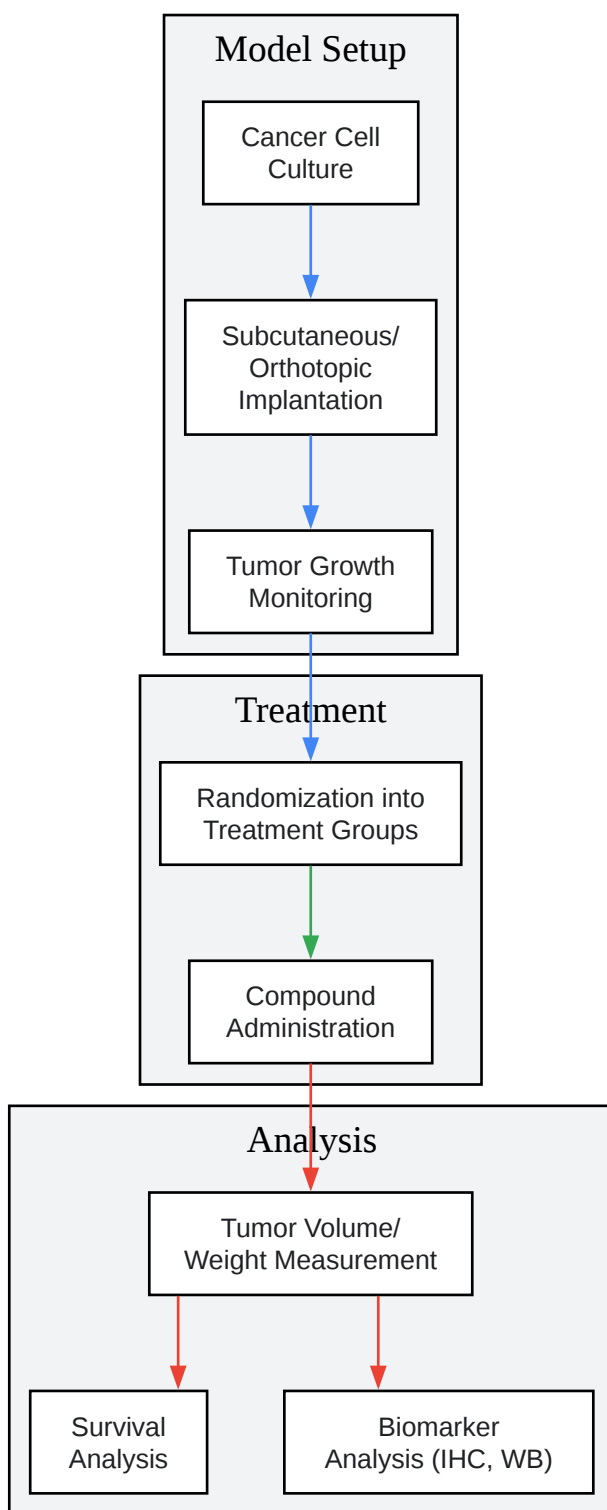 Model Setup
Cancer Cell
Culture
Subcutaneous/
Orthotopic
Implantation
Tumor Growth
Monitoring
Treatment
Randomization into
Treatment Groups
Compound
Administration
Analysis
Tumor Volume/
Weight Measurement
Survival
Analysis
Biomarker
Analysis (IHC, WB)